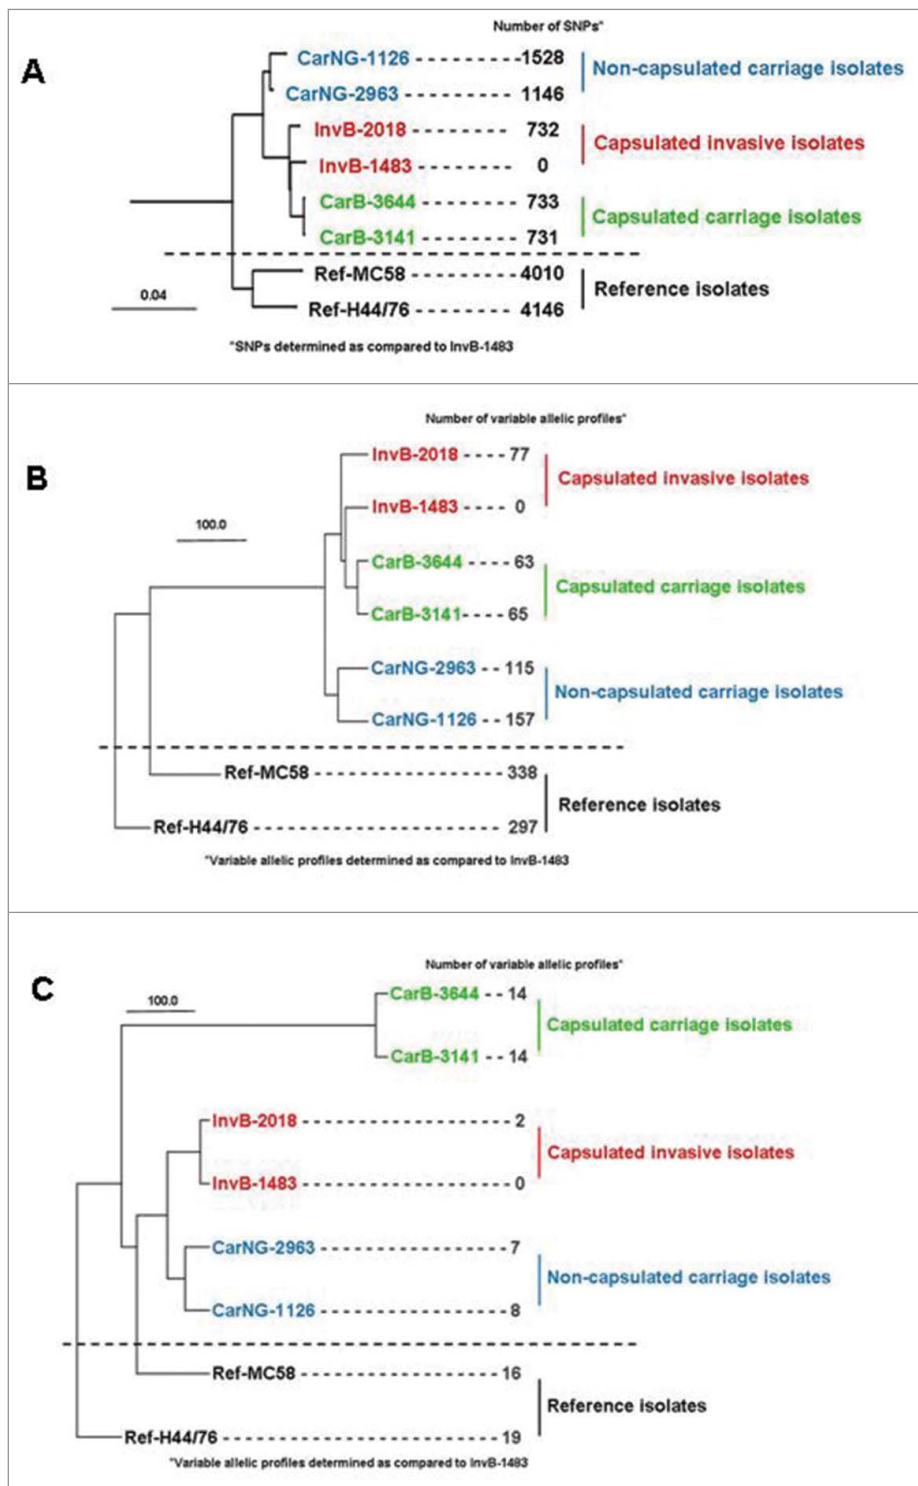 Number of SNPs*
A
CarNG-1126 - - - - - - - - - -1528
Non-capsulated carriage isolates
CarNG-2963 - - - - - - - - - - 1146
InvB-2018 - - - - - - - - - 732
Capsulated invasive isolates
InvB-1483 - - - - - - - - - 0
CarB-3644 - - - - - - - - - 733
Capsulated carriage isolates
CarB-3141 - - - - - - - - - 731
Ref-MC58 - - - - - - - - - - 4010
Reference isolates
0.04
Ref-H44/76 - - - - - - - - - 4146
*SNPs determined as compared to InvB-1483
Number of variable allelic profiles*
B
InvB-2018 - - - - 77
Capsulated invasive isolates
InvB-1483 - - - - 0
100.0
CarB-3644 - - - - 63
Capsulated carriage isolates
CarB-3141- - - - 65
CarNG-2963 - - 115
Non-capsulated carriage isolates
CarNG-1126 - - 157
Ref-MC58 - - - - - - - - - - - - - - - - - 338
Reference isolates
Ref-H44/76 - - - - - - - - - - - - - - - - - - - - - - 297
*Variable allelic profiles determined as compared to InvB-1483
Number of variable allelic profiles*
C
CarB-3644 - - 14
100.0
Capsulated carriage isolates
CarB-3141 - - 14
InvB-2018 - - - - - - - - - - - - - - - - - - 2
Capsulated invasive isolates
InvB-1483 - - - - - - - - - - - - - - - - - - 0
CarNG-2963 - - - - - - - - - - - - - - - - 7
Non-capsulated carriage isolates
CarNG-1126 - - - - - - - - - - - - - - - - 8
Ref-MC58 - - - - - - - - - - - - - - - - - 16
Reference isolates
Ref-H44/76 - - - - - - - - - - - - - - - - - - - - - - - - 19
*Variable allelic profiles determined as compared to InvB-1483